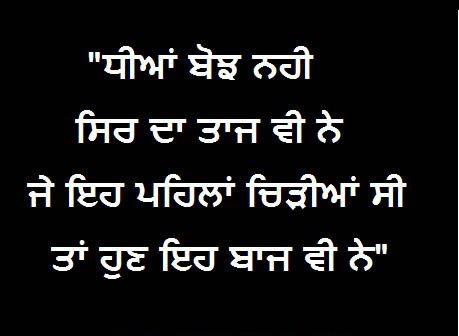 "ਧੀਆਂ ਬੋਝ ਨਹੀ
ਸਿਰ ਦਾ ਤਾਜ ਵੀ ਨੇ
ਜੇ ਇਹ ਪਹਿਲਾਂ ਚਿੜੀਆਂ ਸੀ
ਤਾਂ ਹੁਣ ਇਹ ਬਾਜ ਵੀ ਨੇ"